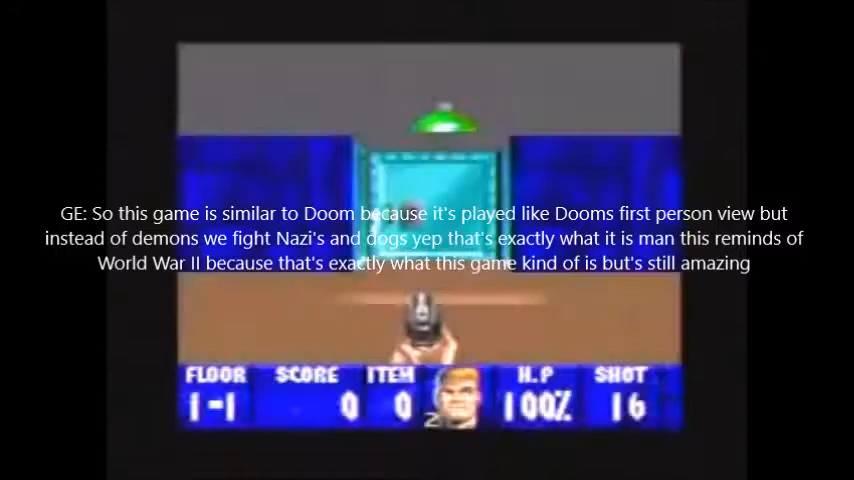 GE: So this game is similar to Doom because it's played like Dooms first person view but
instead of demons we fight Nazi's and dogs yep that's exactly what it is man this reminds of
World War II because that's exactly what this game kind of is but's still amazing
FLOOR SCORE ITEM H.P SHOT
1-1 0 0 2 100% 16